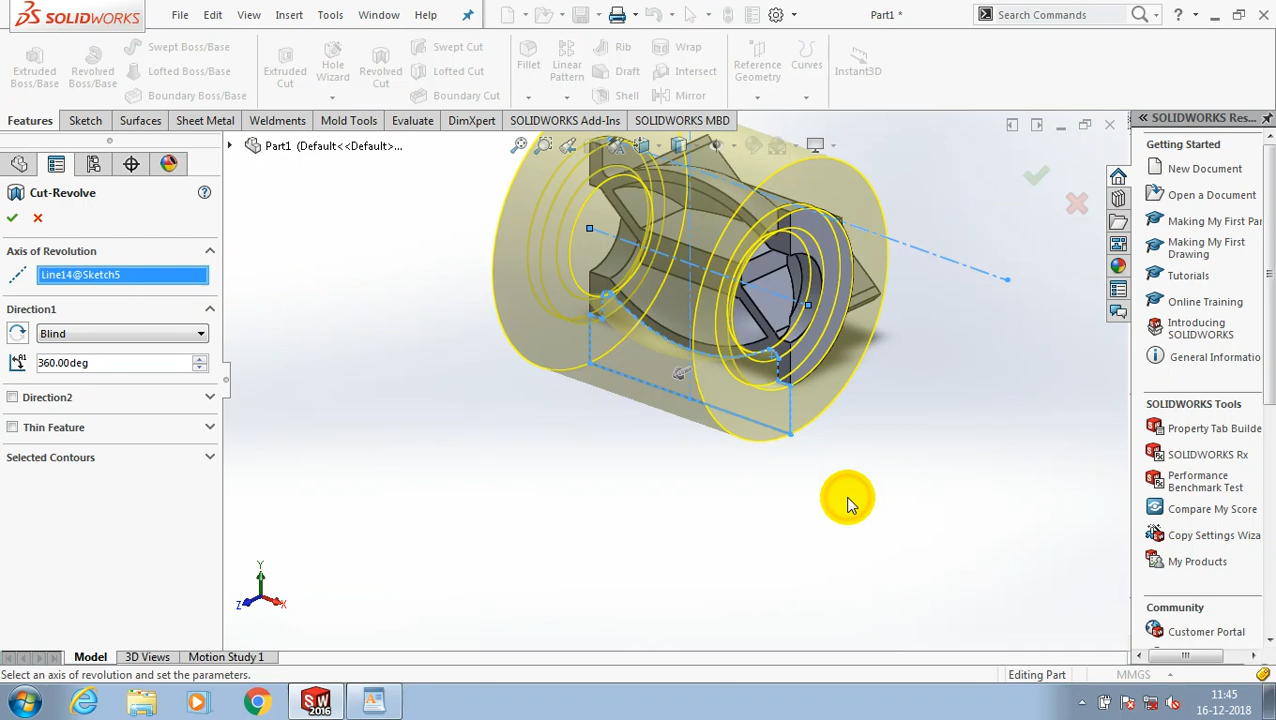 SOLIDWORKS File Edit View Insert Tools Window Help Part1 * Search Commands ?
Extruded Boss/Base
Revolved Boss/Base
Swept Boss/Base
Lofted Boss/Base
Boundary Boss/Base
Extruded Cut
Hole Wizard
Revolved Cut
Swept Cut
Lofted Cut
Boundary Cut
Fillet
Linear Pattern
Rib
Draft
Shell
Wrap
Intersect
Mirror
Reference Geometry
Curves
Instant3D
Features Sketch Surfaces Sheet Metal Weldments Mold Tools Evaluate DimXpert SOLIDWORKS Add-Ins SOLIDWORKS MBD
Part1 (Default<<Default>...
Cut-Revolve
Axis of Revolution
Line14@Sketch5
Direction1
Blind
360.00deg
Direction2
Thin Feature
Selected Contours
Y
Z
X
SOLIDWORKS Res...
Getting Started
New Document
Open a Document
Making My First Pa
Making My First Drawing
Tutorials
Online Training
Introducing SOLIDWORKS
General Informatio
SOLIDWORKS Tools
Property Tab Builde
SOLIDWORKS Rx
Performance Benchmark Test
Compare My Score
Copy Settings Wiza
My Products
Community
Customer Portal
Model 3D Views Motion Study 1
Select an axis of revolution and set the parameters. Editing Part MMGS
SW 2016
11:45
16-12-2018